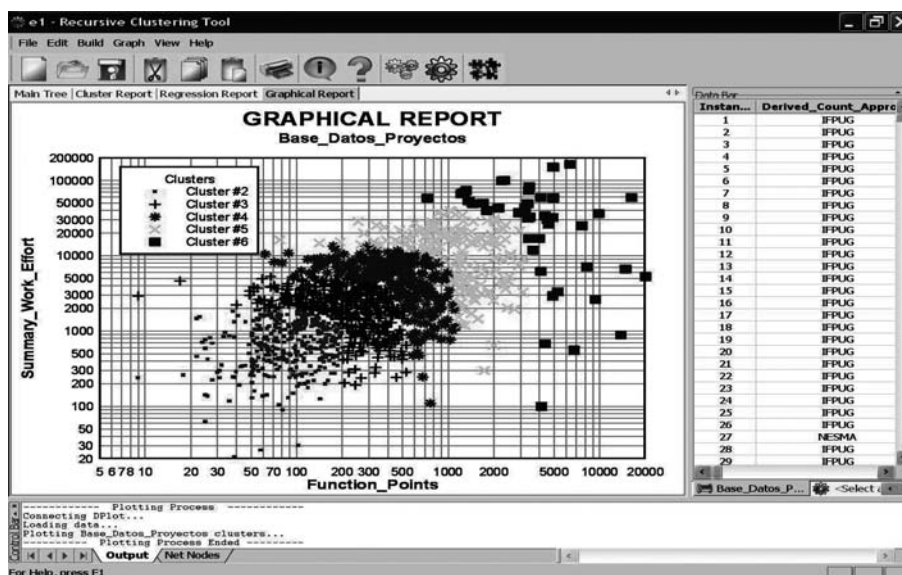 e1 - Recursive Clustering Tool
File Edit Build Graph View Help
Main Tree Cluster Report Regression Report Graphical Report
GRAPHICAL REPORT
Base_Datos_Proyectos
200000
100000
50000
30000
20000
10000
5000
3000
2000
1000
500
300
200
100
50
30
20
Summary_Work_Effort
Clusters
Cluster #2
Cluster #3
Cluster #4
Cluster #5
Cluster #6
5 6 7 8 10 20 30 50 70 100 200 300 500 1000 2000 5000 10000 20000
Function_Points
Data Bar
Instan... Derived_Count_Appro
1 IFPUG
2 IFPUG
3 IFPUG
4 IFPUG
5 IFPUG
6 IFPUG
7 IFPUG
8 IFPUG
9 IFPUG
10 IFPUG
11 IFPUG
12 IFPUG
13 IFPUG
14 IFPUG
15 IFPUG
16 IFPUG
17 IFPUG
18 IFPUG
19 IFPUG
20 IFPUG
21 IFPUG
22 IFPUG
23 IFPUG
24 IFPUG
25 IFPUG
26 IFPUG
27 NESMA
28 IFPUG
29 IFPUG
Base_Datos_P... <Select
Control Bar
------------ Plotting Process ------------
Connecting DPlot...
Loading data...
Plotting Base_Datos_Proyectos clusters...
--------- Plotting Process Ended ---------
Output Net Nodes
For Help, press F1